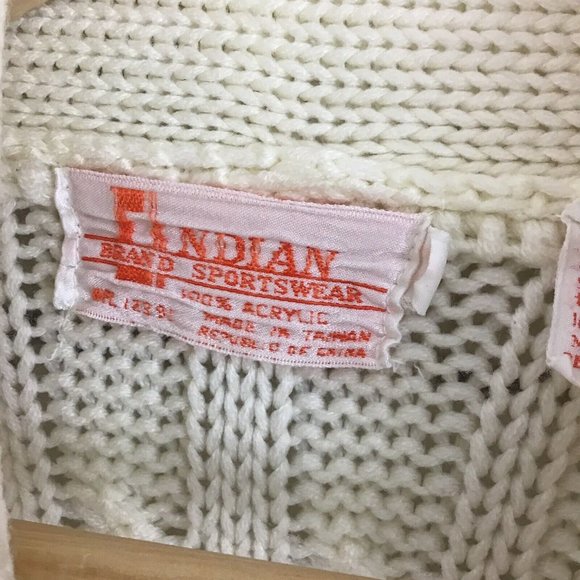 INDIAN
BRAND SPORTSWEAR
100% ACRYLIC
MADE IN TAIWAN
REPUBLIC OF CHINA